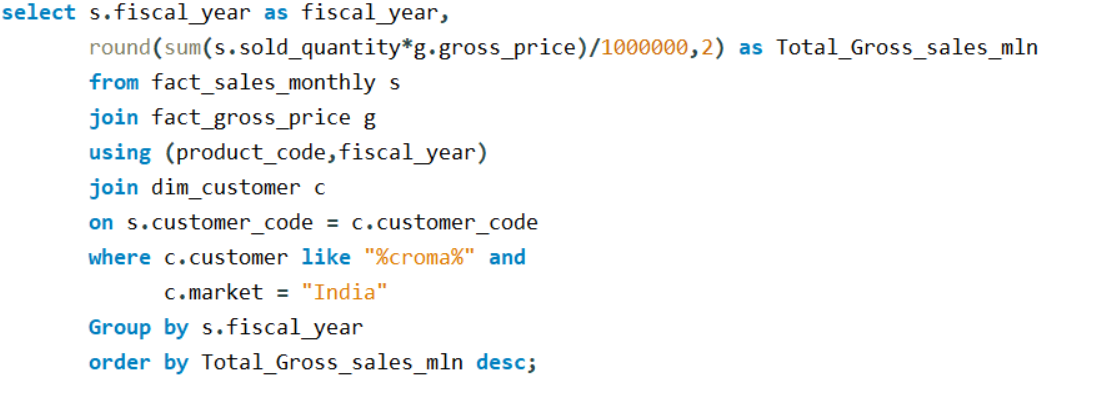 select s.fiscal_year as fiscal_year,
round(sum(s.sold_quantity*g.gross_price)/1000000,2) as Total_Gross_sales_mln
from fact_sales_monthly s
join fact_gross_price g
using (product_code,fiscal_year)
join dim_customer c
on s.customer_code = c.customer_code
where c.customer like "%croma%" and
c.market = "India"
Group by s.fiscal_year
order by Total_Gross_sales_mln desc;